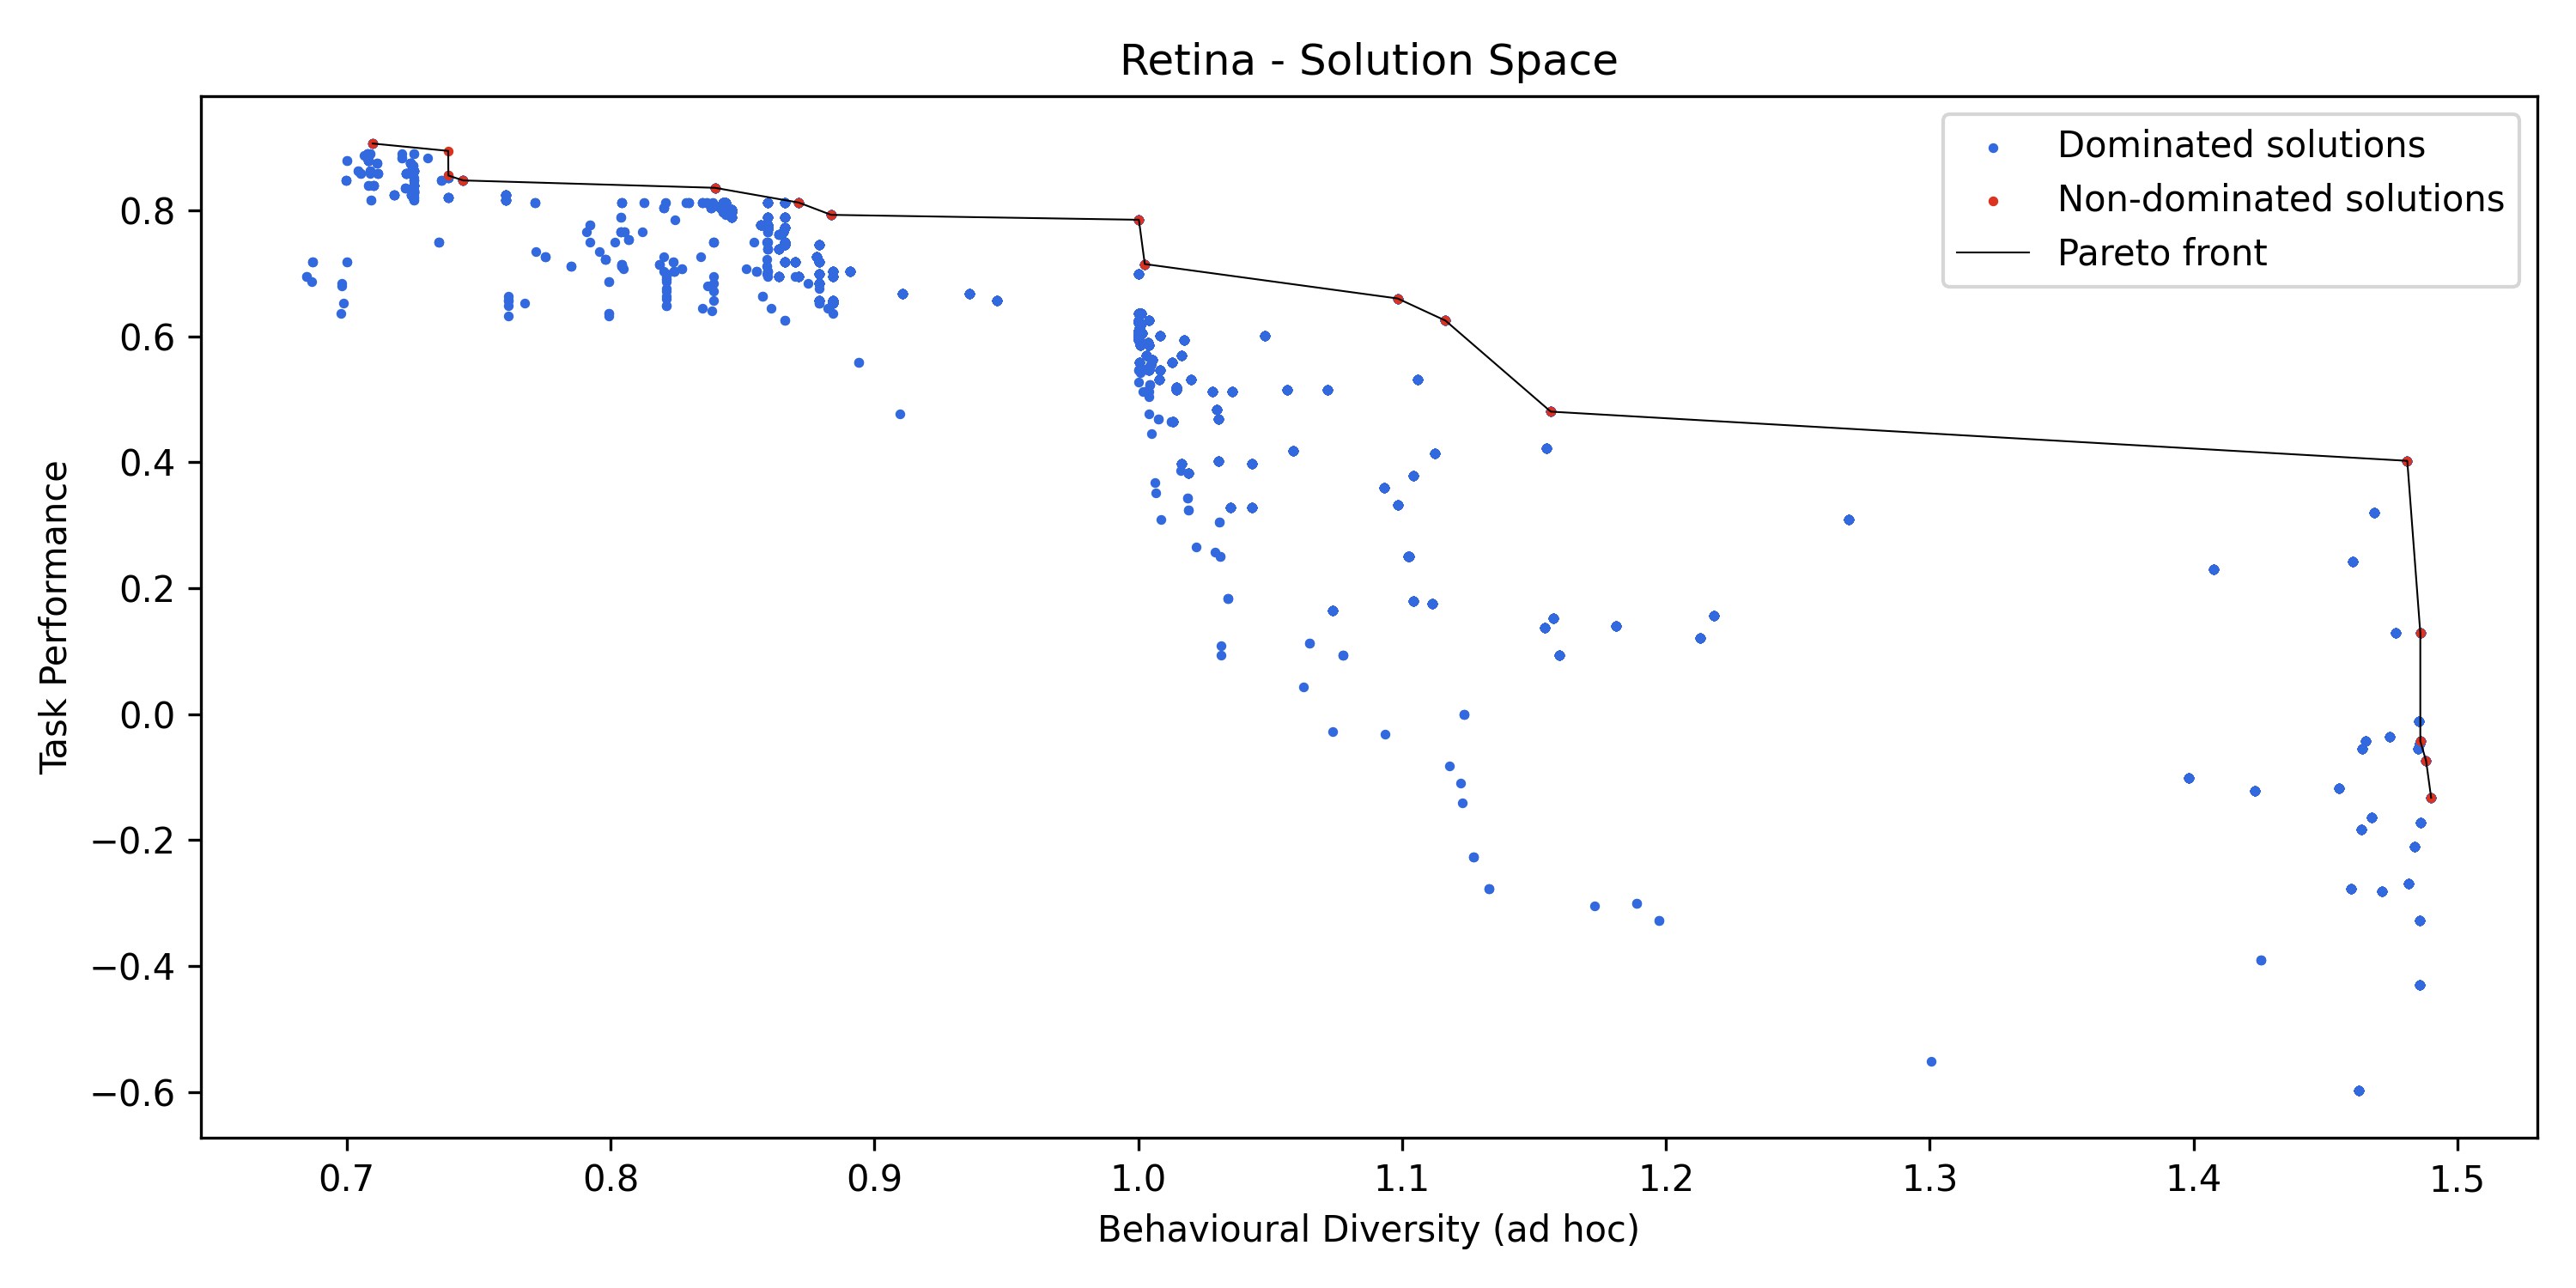 Retina - Solution Space
Dominated solutions
Non-dominated solutions
Pareto front
Task Performance
0.8
0.6
0.4
0.2
0.0
−0.2
−0.4
−0.6
0.7 0.8 0.9 1.0 1.1 1.2 1.3 1.4 1.5
Behavioural Diversity (ad hoc)